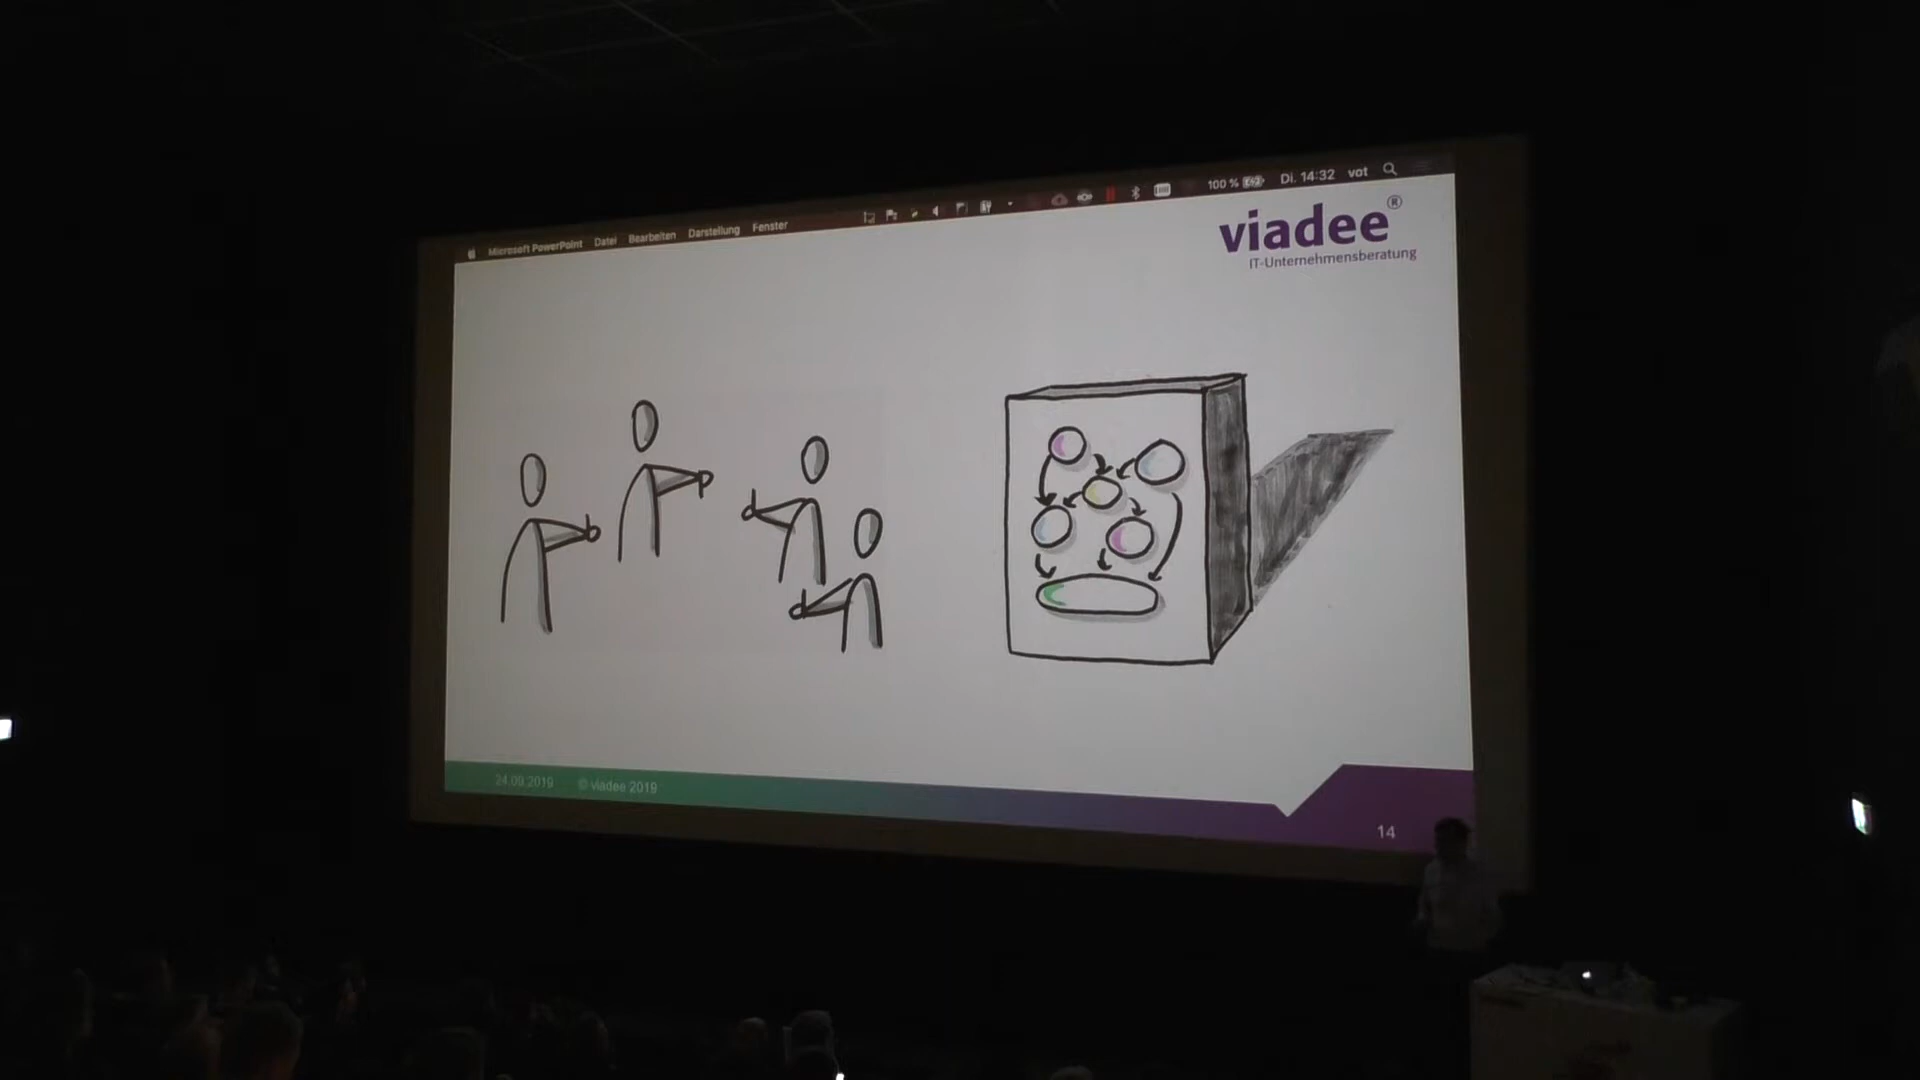 Microsoft PowerPoint Datei Bearbeiten Darstellung Fenster 100 % Di. 14:32 vat
viadee®
IT-Unternehmensberatung
24.09.2019 © viadee 2019
14